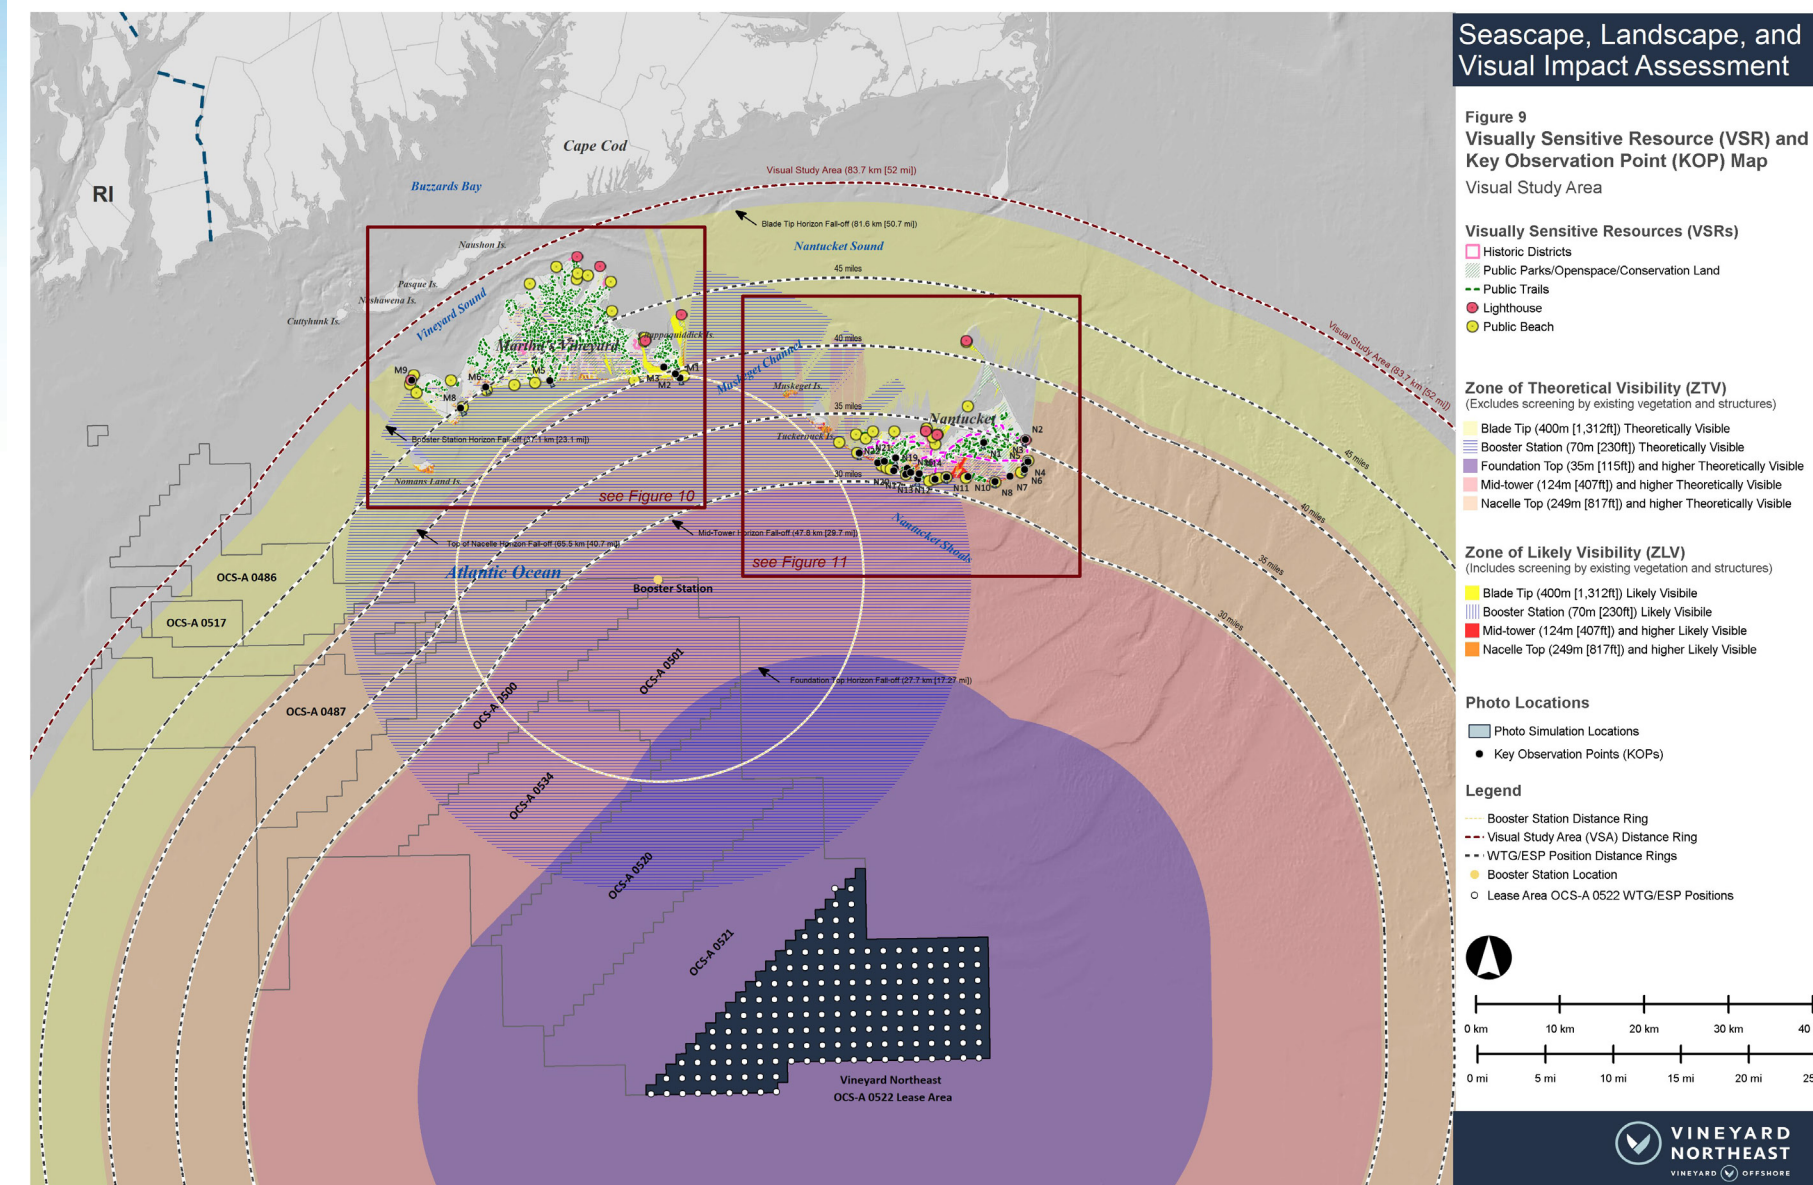 Seascape, Landscape, and
Visual Impact Assessment
Figure 9
Visually Sensitive Resource (VSR) and
Key Observation Point (KOP) Map
Visual Study Area
Visually Sensitive Resources (VSRs)
Historic Districts
Public Parks/Openspace/Conservation Land
Public Trails
Lighthouse
Public Beach
Zone of Theoretical Visibility (ZTV)
(Excludes screening by existing vegetation and structures)
Blade Tip (400m [1,312ft]) Theoretically Visible
Booster Station (70m [230ft]) Theoretically Visible
Foundation Top (35m [115ft]) and higher Theoretically Visible
Mid-tower (124m [407ft]) and higher Theoretically Visible
Nacelle Top (249m [817ft]) and higher Theoretically Visible
Zone of Likely Visibility (ZLV)
(Includes screening by existing vegetation and structures)
Blade Tip (400m [1,312ft]) Likely Visibile
Booster Station (70m [230ft]) Likely Visibile
Mid-tower (124m [407ft]) and higher Likely Visible
Nacelle Top (249m [817ft]) and higher Likely Visible
Photo Locations
Photo Simulation Locations
Key Observation Points (KOPs)
Legend
Booster Station Distance Ring
Visual Study Area (VSA) Distance Ring
WTG/ESP Position Distance Rings
Booster Station Location
Lease Area OCS-A 0522 WTG/ESP Positions
0 km 10 km 20 km 30 km 40
0 mi 5 mi 10 mi 15 mi 20 mi 25
VINEYARD
NORTHEAST
VINEYARD OFFSHORE
RI
Cape Cod
Buzzards Bay
Visual Study Area (83.7 km [52 mi])
Blade Tip Horizon Fall-off (81.6 km [50.7 mi])
Naushon Is.
Nantucket Sound
45 miles
Pasque Is.
Nashawena Is.
Cuttyhunk Is.
Vineyard Sound
Chappaquiddick Is.
Martha's Vineyard
40 miles
Muskeget Channel
Visual Study Area (83.7 km [52 mi])
M9
M8
M6
M5
M3
M2
M1
Muskeget Is.
35 miles
Nantucket
Tuckernuck Is.
Booster Station Horizon Fall-off (37.1 km [23.1 mi])
N2
N3
N1
N5
N4
N6
N7
N8
N10
N11
N12
N13
N19
30 miles
Nomans Land Is.
see Figure 10
45 miles
Mid-Tower Horizon Fall-off (47.8 km [29.7 mi])
Nantucket Shoals
40 miles
Top of Nacelle Horizon Fall-off (65.5 km [40.7 mi])
see Figure 11
35 miles
Atlantic Ocean
Booster Station
30 miles
OCS-A 0486
OCS-A 0517
OCS-A 0501
Foundation Top Horizon Fall-off (27.7 km [17.27 mi])
OCS-A 0500
OCS-A 0487
OCS-A 0534
OCS-A 0520
OCS-A 0521
Vineyard Northeast
OCS-A 0522 Lease Area